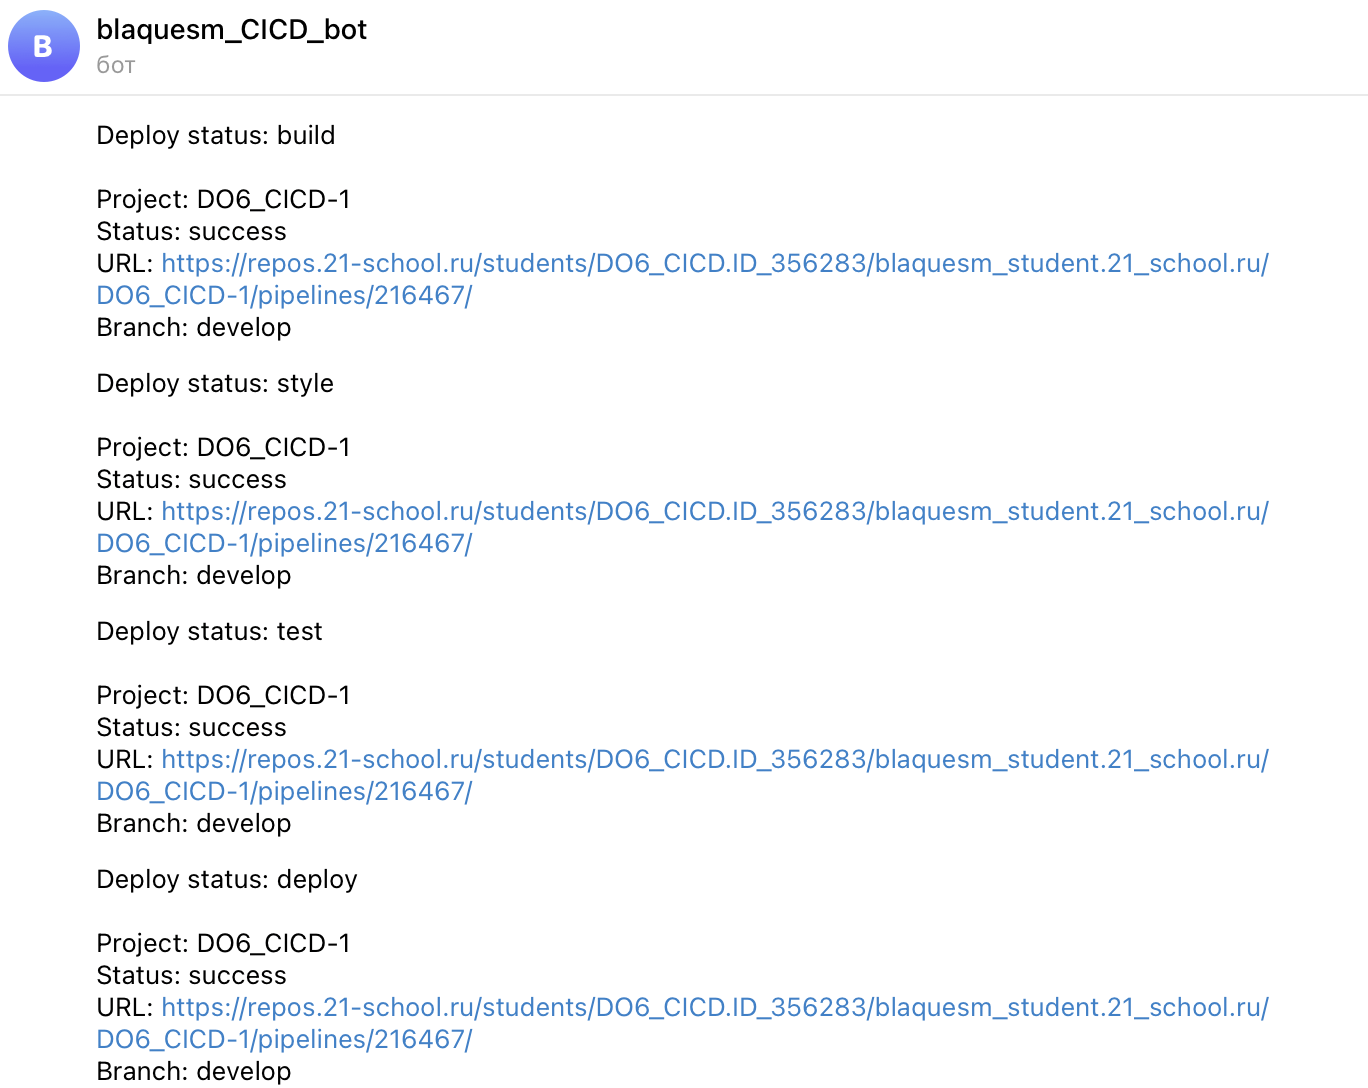 B
blaquesm_CICD_bot
бот
Deploy status: build
Project: DO6_CICD-1
Status: success
URL: https://repos.21-school.ru/students/DO6_CICD.ID_356283/blaquesm_student.21_school.ru/
DO6_CICD-1/pipelines/216467/
Branch: develop
Deploy status: style
Project: DO6_CICD-1
Status: success
URL: https://repos.21-school.ru/students/DO6_CICD.ID_356283/blaquesm_student.21_school.ru/
DO6_CICD-1/pipelines/216467/
Branch: develop
Deploy status: test
Project: DO6_CICD-1
Status: success
URL: https://repos.21-school.ru/students/DO6_CICD.ID_356283/blaquesm_student.21_school.ru/
DO6_CICD-1/pipelines/216467/
Branch: develop
Deploy status: deploy
Project: DO6_CICD-1
Status: success
URL: https://repos.21-school.ru/students/DO6_CICD.ID_356283/blaquesm_student.21_school.ru/
DO6_CICD-1/pipelines/216467/
Branch: develop